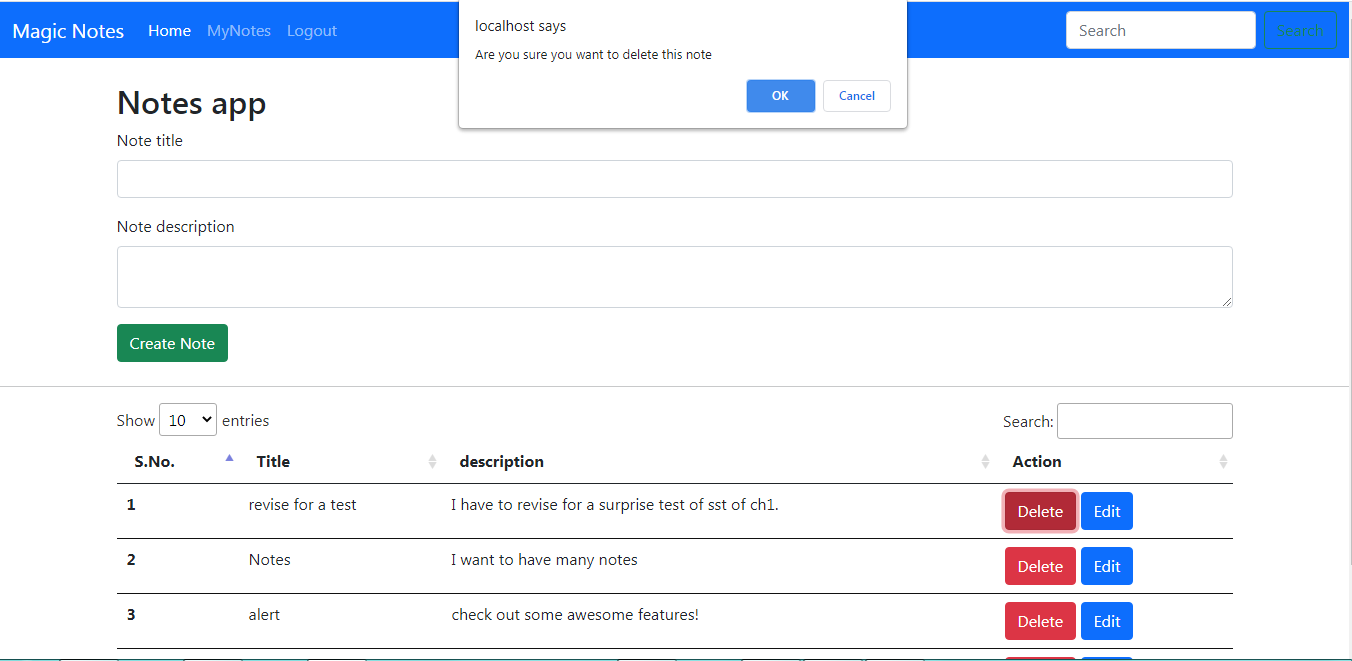 Magic Notes Home MyNotes Logout Search Search
localhost says
Are you sure you want to delete this note
OK Cancel
Notes app
Note title
Note description
Create Note
Show 10 entries Search:
S.No. Title description Action
1 revise for a test I have to revise for a surprise test of sst of ch1. Delete Edit
2 Notes I want to have many notes Delete Edit
3 alert check out some awesome features! Delete Edit